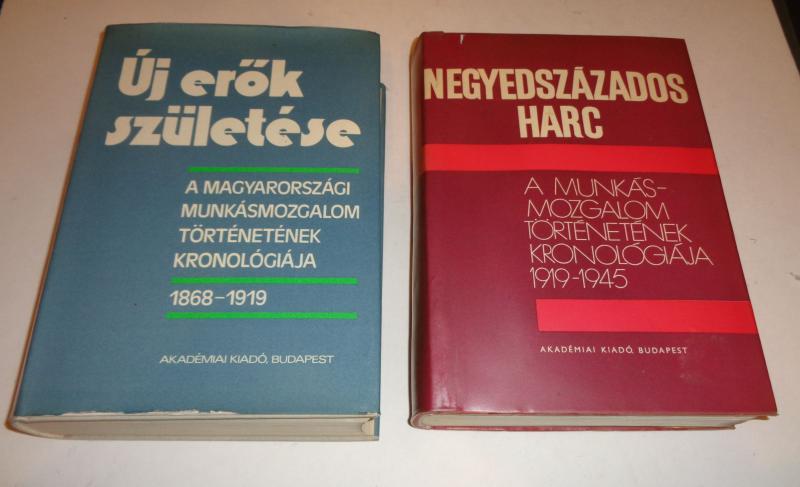 Új erők
születése
A MAGYARORSZÁGI
MUNKÁSMOZGALOM
TÖRTÉNETÉNEK
KRONOLÓGIÁJA
1868–1919
AKADÉMIAI KIADÓ, BUDAPEST
NEGYEDSZÁZADOS
HARC
A MUNKÁS-
MOZGALOM
TÖRTÉNETÉNEK
KRONOLÓGIÁJA
1919-1945
AKADÉMIAI KIADÓ, BUDAPEST